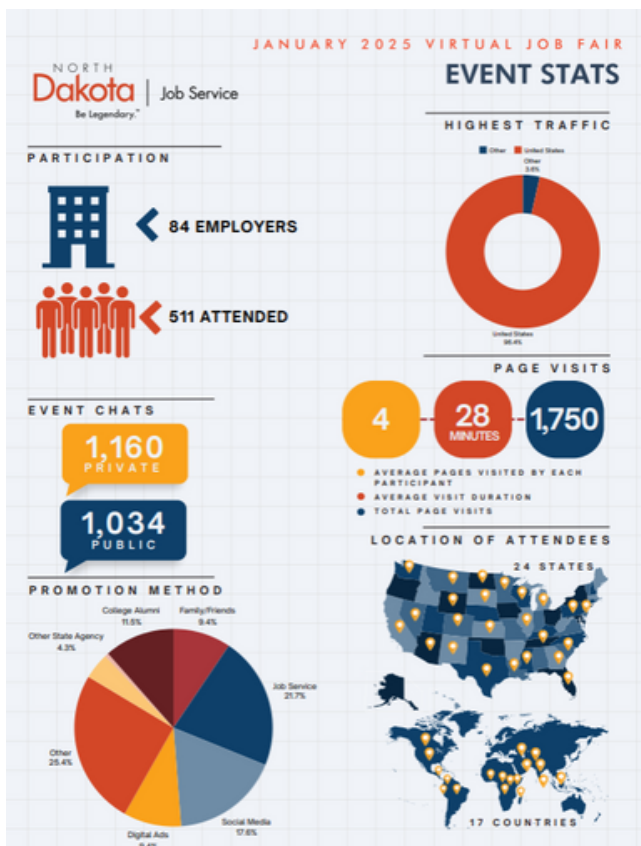 JANUARY 2025 VIRTUAL JOB FAIR
EVENT STATS
NORTH
Dakota
Be Legendary.™
Job Service
PARTICIPATION
84 EMPLOYERS
511 ATTENDED
HIGHEST TRAFFIC
Other United States
Other
3.6%
United States
96.4%
EVENT CHATS
1,160
PRIVATE
1,034
PUBLIC
PAGE VISITS
4
28
MINUTES
1,750
AVERAGE PAGES VISITED BY EACH
PARTICIPANT
AVERAGE VISIT DURATION
TOTAL PAGE VISITS
PROMOTION METHOD
College Alumni
11.5%
Family/Friends
9.4%
Other State Agency
4.3%
Job Service
21.7%
Other
25.4%
Social Media
17.6%
Digital Ads
LOCATION OF ATTENDEES
24 STATES
17 COUNTRIES